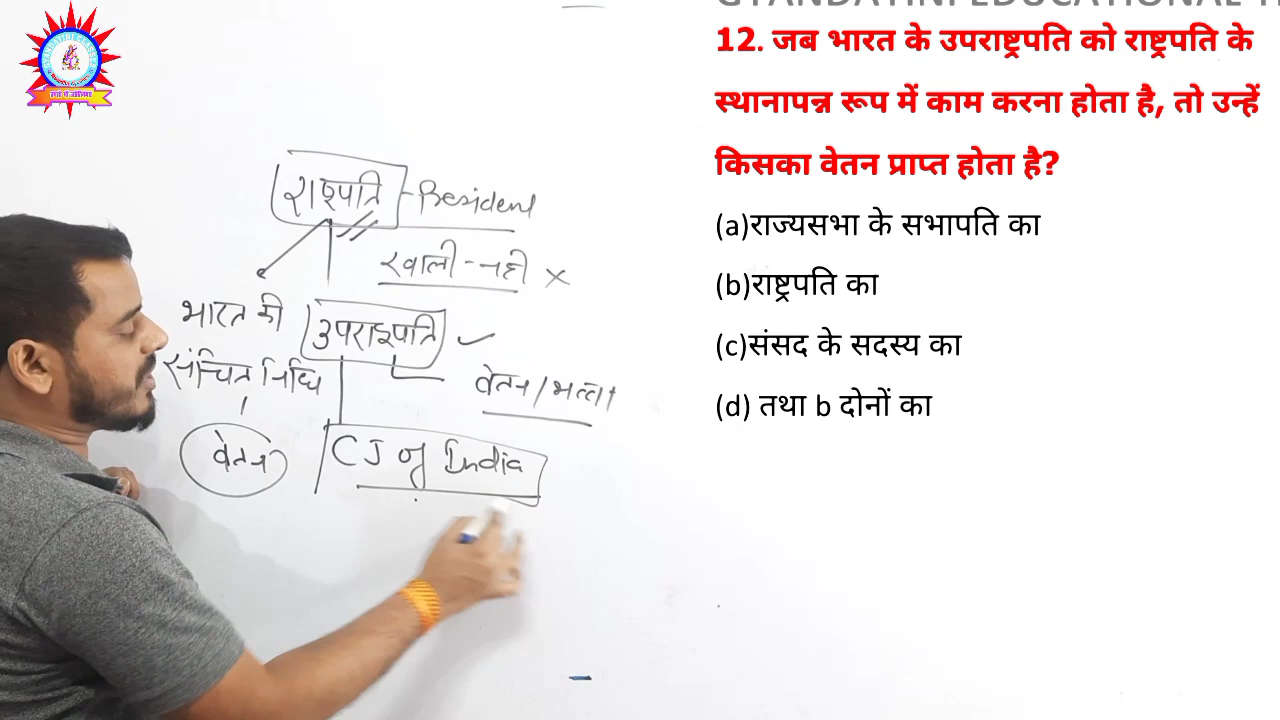 12. जब भारत के उपराष्ट्रपति को राष्ट्रपति के
स्थानापन्न रूप में काम करना होता है, तो उन्हें
किसका वेतन प्राप्त होता है?
(a)राज्यसभा के सभापति का
(b)राष्ट्रपति का
(c)संसद के सदस्य का
(d) तथा b दोनों का
राष्ट्रपति - President
खाली - नही ×
भारत की
उपराष्ट्रपति ✓
संचित निधि
वेतन / भत्ता
वेतन
CJ of India